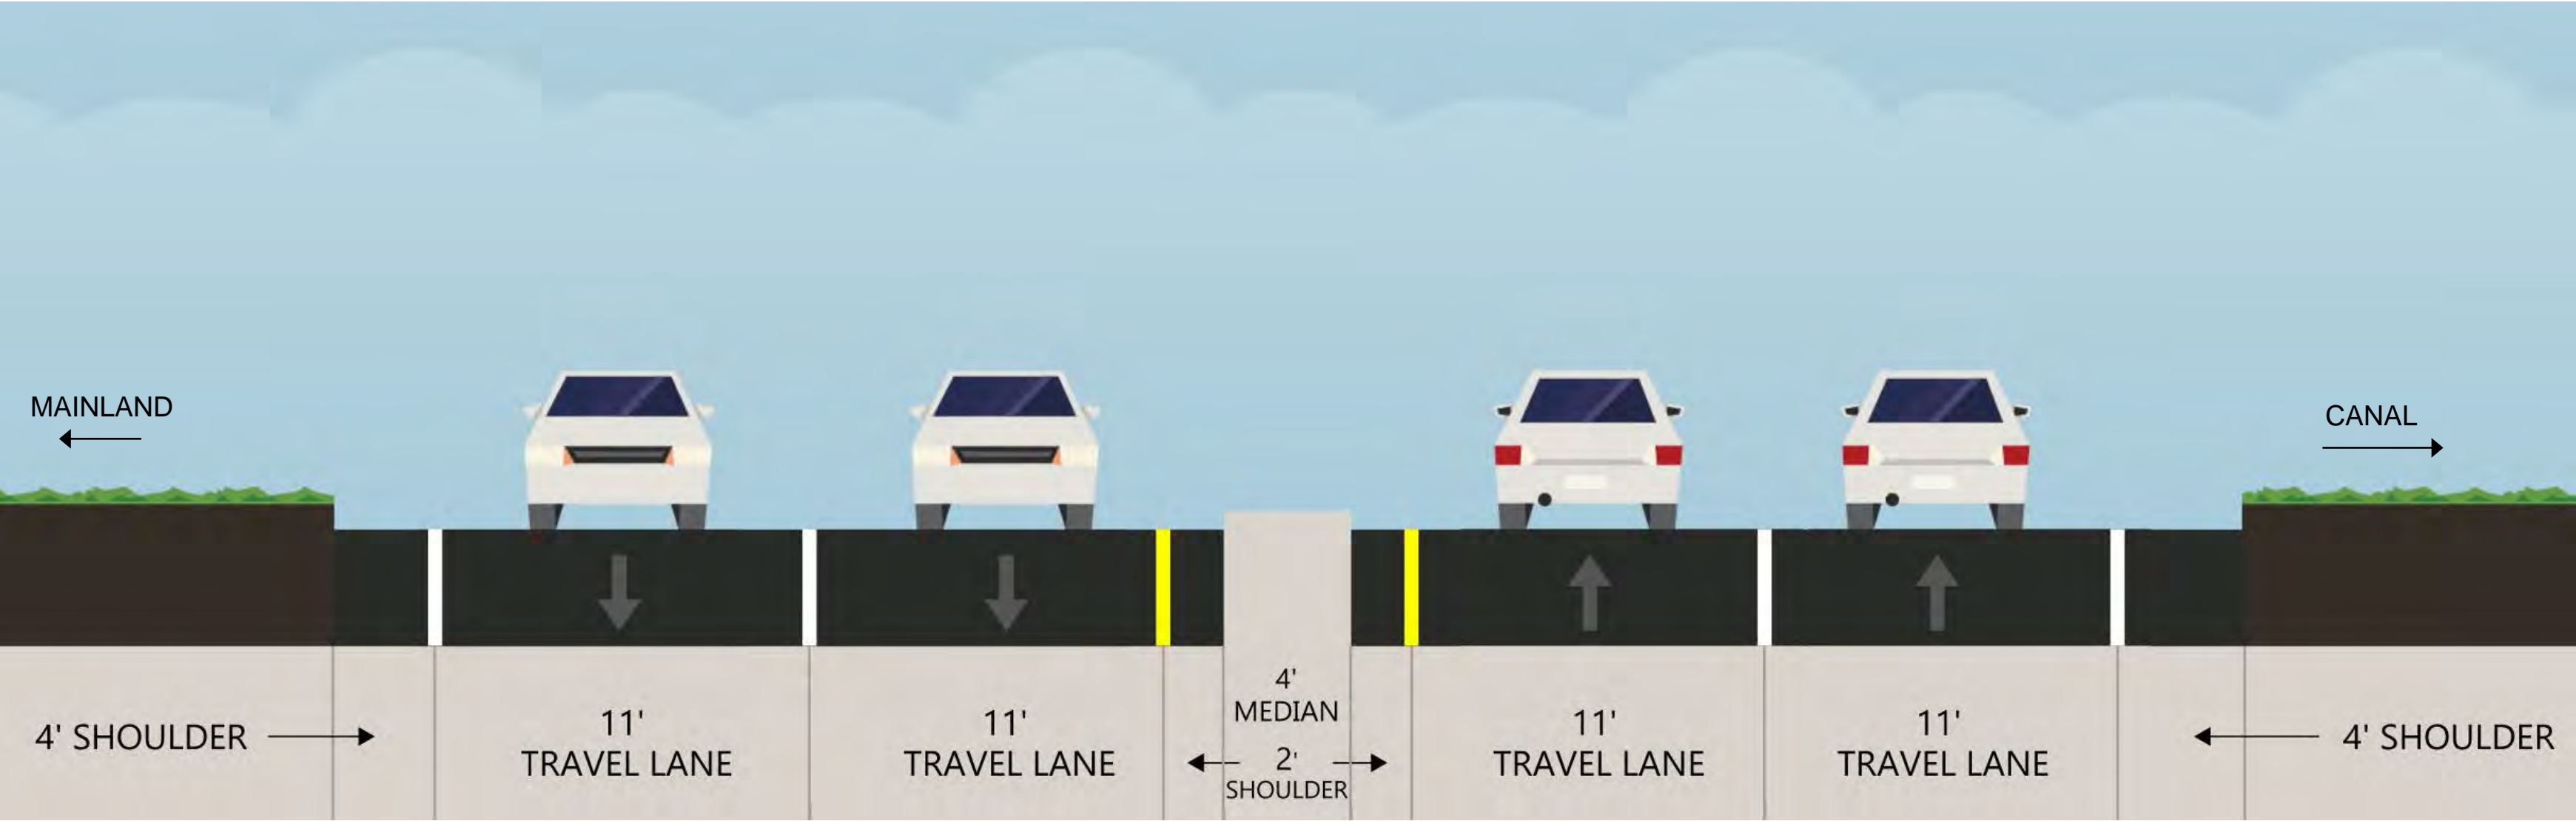 MAINLAND
CANAL
4' SHOULDER
11'
TRAVEL LANE
11'
TRAVEL LANE
4'
MEDIAN
2'
SHOULDER
11'
TRAVEL LANE
11'
TRAVEL LANE
4' SHOULDER